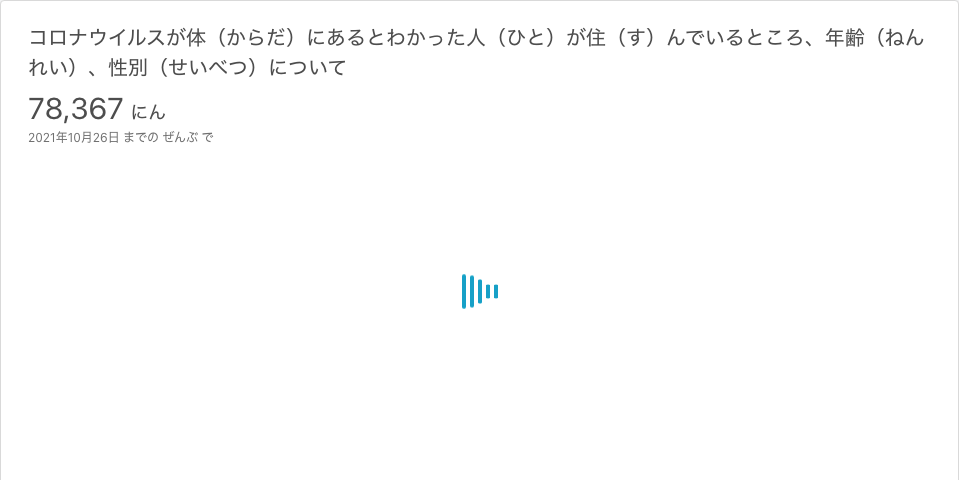 コロナウイルスが体（からだ）にあるとわかった人（ひと）が住（す）んでいるところ、年齢（ねん
れい）、性別（せいべつ）について
78,367 にん
2021年10月26日 までの ぜんぶ で